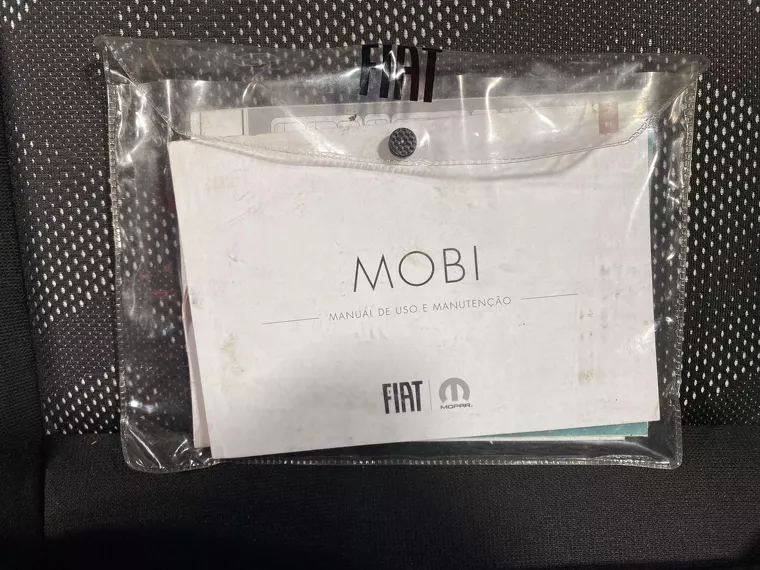 FIAT
MOBI
MANUAL DE USO E MANUTENÇÃO
FIAT
MOPAR